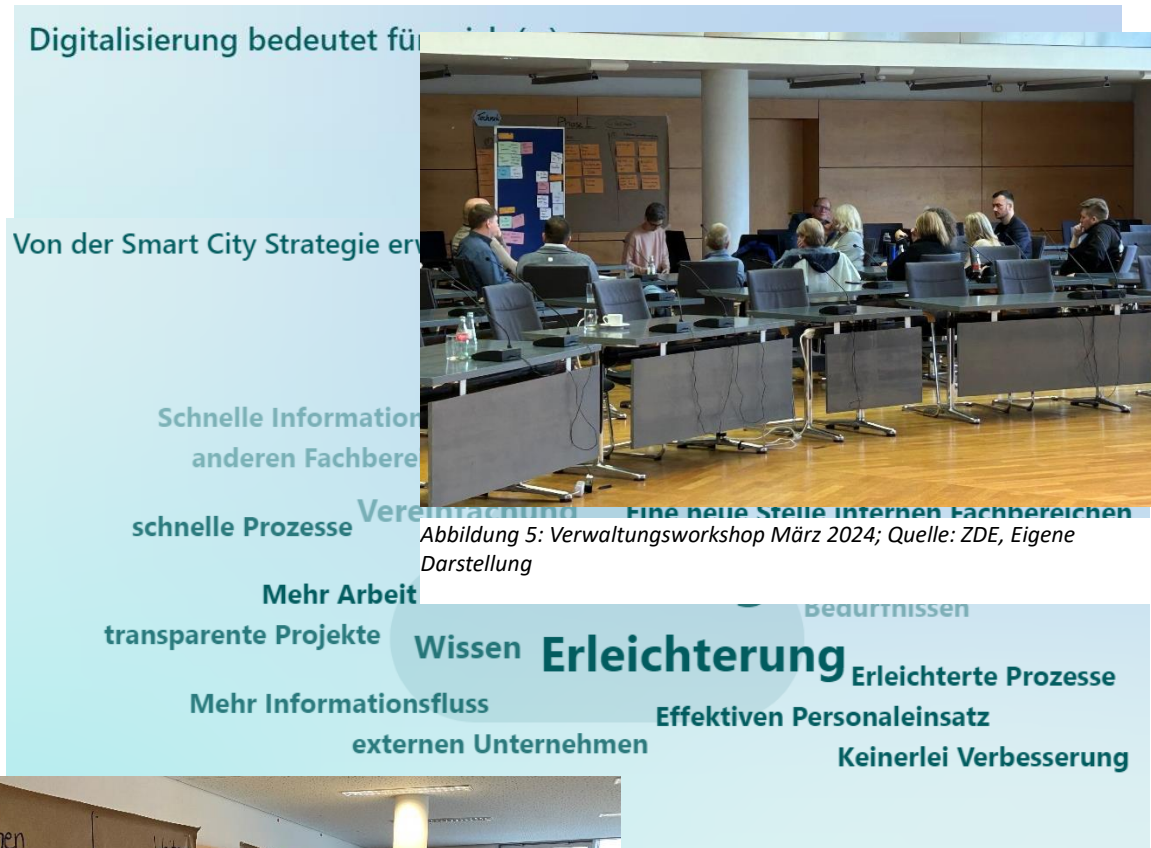 Digitalisierung bedeutet für
Von der Smart City Strategie
Phase I
Schnelle Information
anderen
Vereinfachung
Eine neue Stelle internen Fachbereichen
schnelle Prozesse
Abbildung 5: Verwaltungsworkshop März 2024; Quelle: ZDE, Eigene
Darstellung
Mehr Arbeit
Bedürfnissen
transparente Projekte
Wissen
Erleichterung
Erleichterte Prozesse
Mehr Informationsfluss
Effektiven Personaleinsatz
externen Unternehmen
Keinerlei Verbesserung